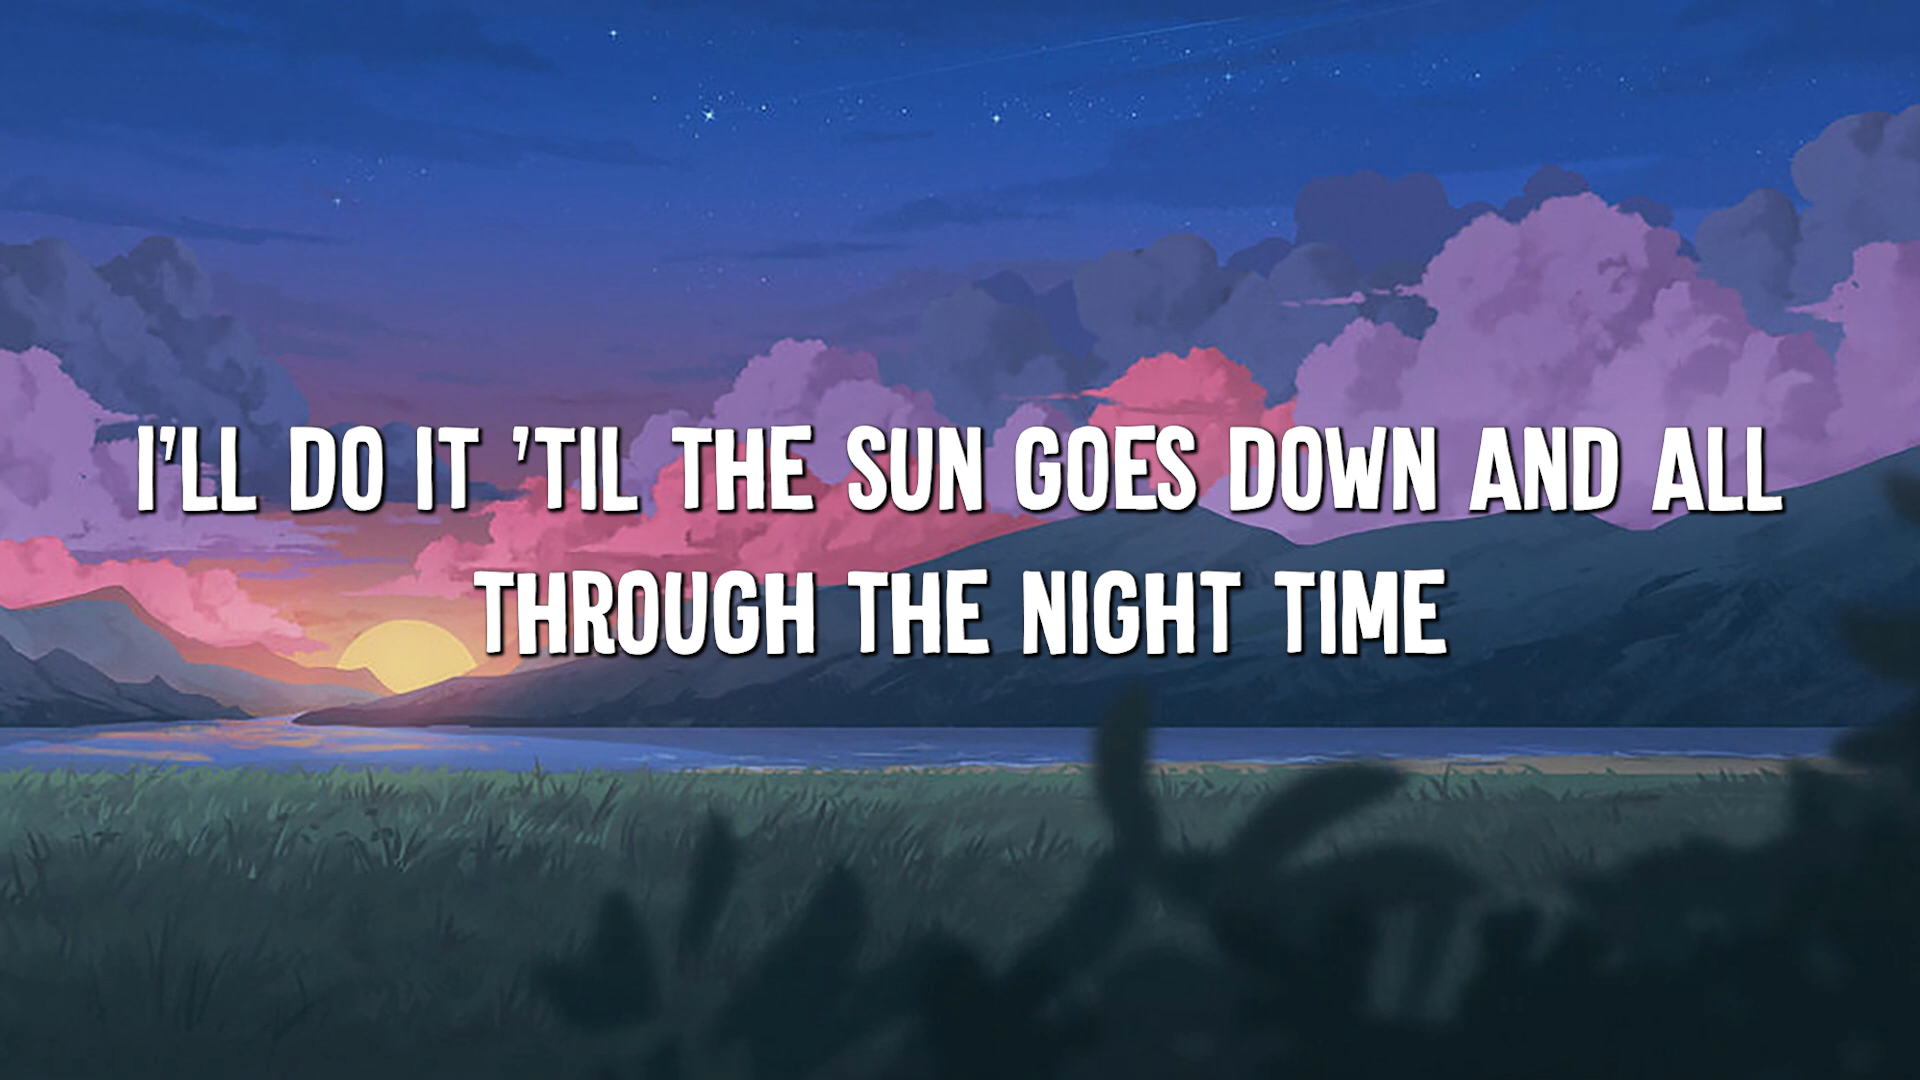 I'LL DO IT 'TIL THE SUN GOES DOWN AND ALL
THROUGH THE NIGHT TIME